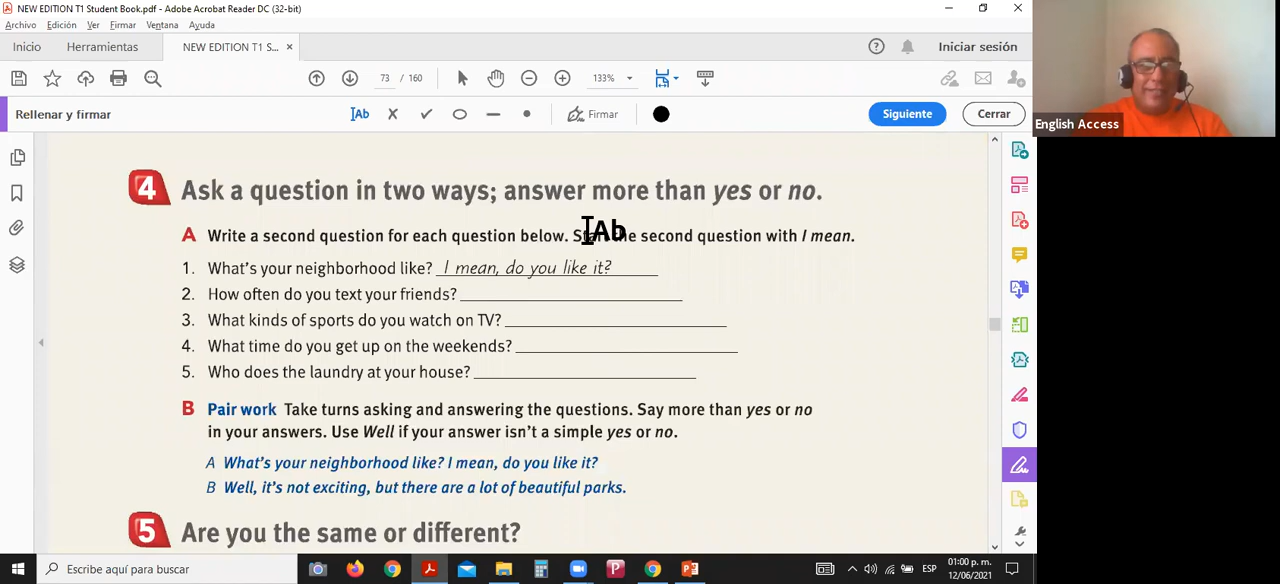 NEW EDITION T1 Student Book.pdf - Adobe Acrobat Reader DC (32-bit)
Archivo Edición Ver Firmar Ventana Ayuda
Inicio Herramientas NEW EDITION T1 S... × Iniciar sesión
73 / 160 133%
Rellenar y firmar Ab Firmar Siguiente Cerrar
English Access
4 Ask a question in two ways; answer more than yes or no.
Ab
A Write a second question for each question below. Start the second question with I mean.
1. What's your neighborhood like? I mean, do you like it?
2. How often do you text your friends?
3. What kinds of sports do you watch on TV?
4. What time do you get up on the weekends?
5. Who does the laundry at your house?
B Pair work Take turns asking and answering the questions. Say more than yes or no
in your answers. Use Well if your answer isn't a simple yes or no.
A What's your neighborhood like? I mean, do you like it?
B Well, it's not exciting, but there are a lot of beautiful parks.
5 Are you the same or different?
Escribe aquí para buscar
ESP
01:00 p. m.
12/06/2021